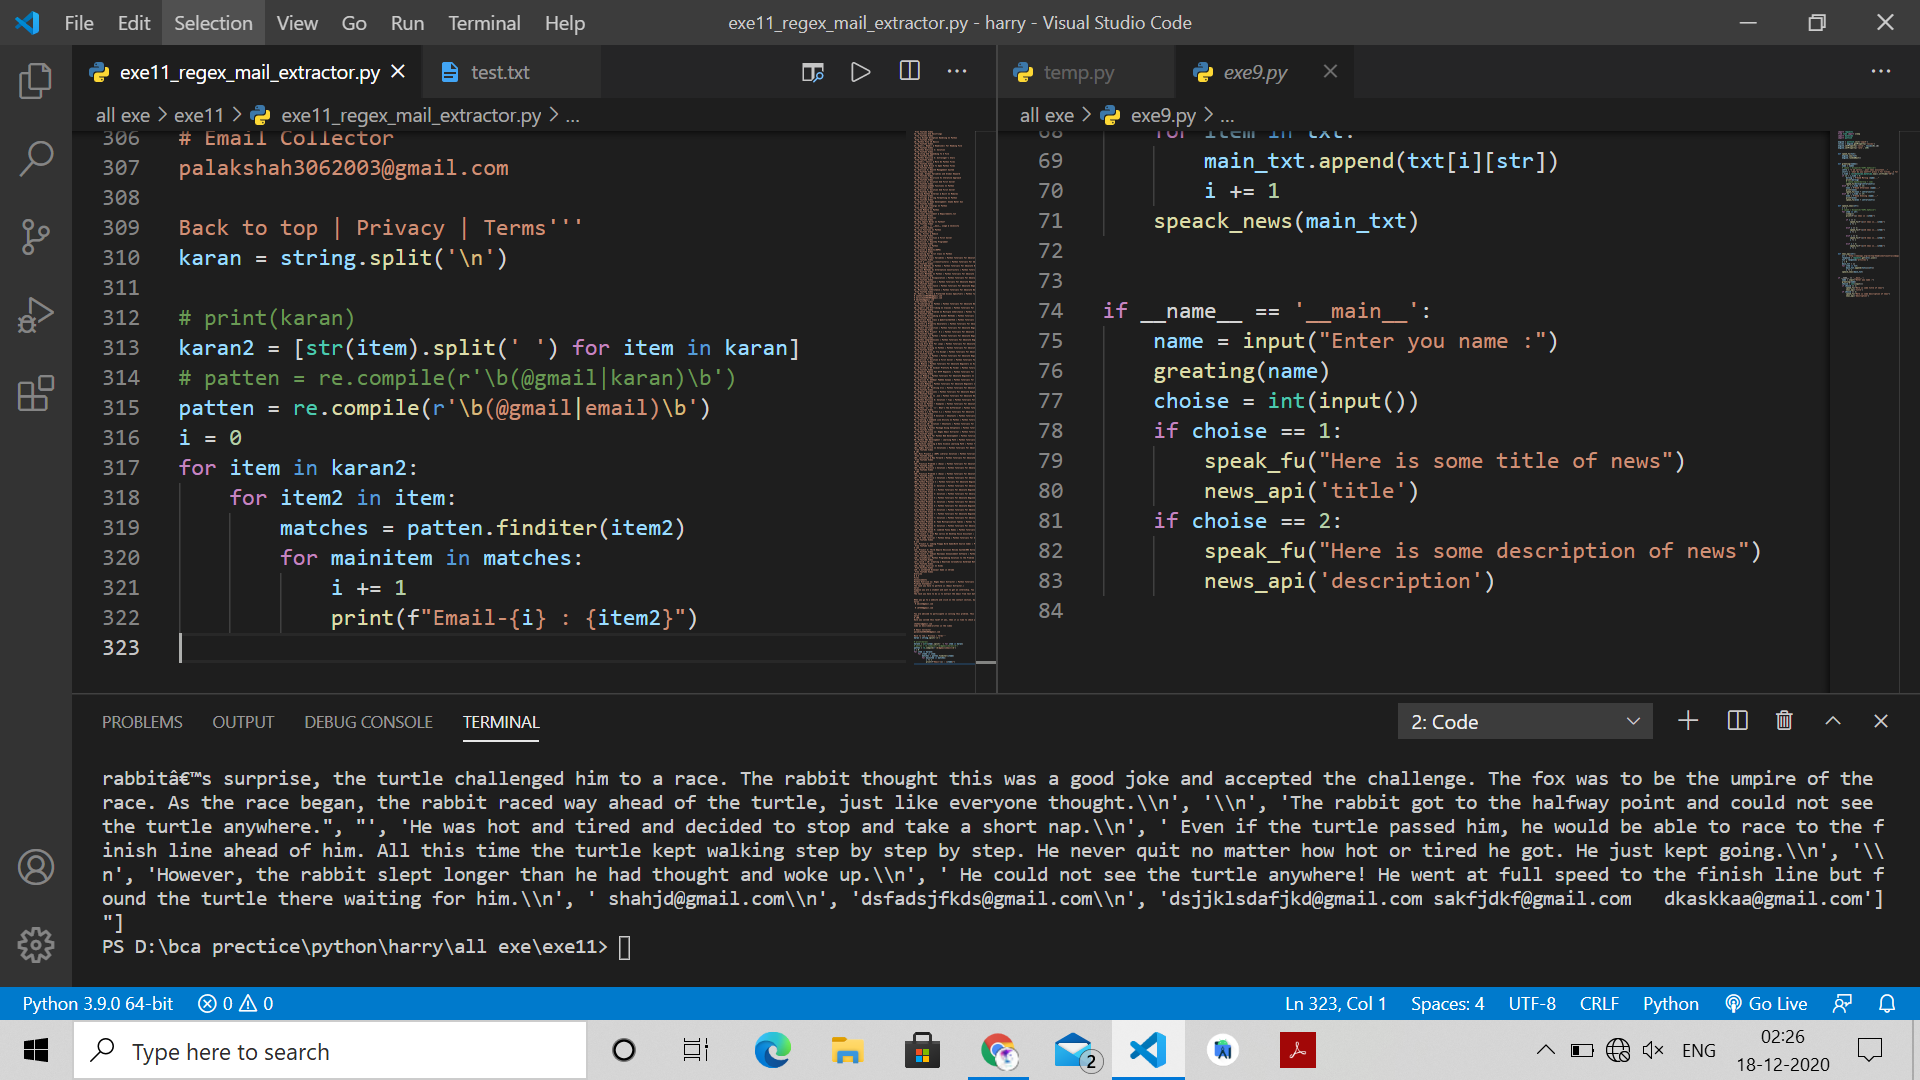 File Edit Selection View Go Run Terminal Help
exe11_regex_mail_extractor.py - harry - Visual Studio Code
exe11_regex_mail_extractor.py
test.txt
all exe > exe11 > exe11_regex_mail_extractor.py > ...
306 # Email Collector
307 palakshah3062003@gmail.com
308
309 Back to top | Privacy | Terms'''
310 karan = string.split('\n')
311
312 # print(karan)
313 karan2 = [str(item).split(' ') for item in karan]
314 # patten = re.compile(r'\b(@gmail|karan)\b')
315 patten = re.compile(r'\b(@gmail|email)\b')
316 i = 0
317 for item in karan2:
318 for item2 in item:
319 matches = patten.finditer(item2)
320 for mainitem in matches:
321 i += 1
322 print(f"Email-{i} : {item2}")
323
temp.py
exe9.py
all exe > exe9.py > ...
68 for item in txt:
69 main_txt.append(txt[i][str])
70 i += 1
71 speack_news(main_txt)
72
73
74 if __name__ == '__main__':
75 name = input("Enter you name :")
76 greating(name)
77 choise = int(input())
78 if choise == 1:
79 speak_fu("Here is some title of news")
80 news_api('title')
81 if choise == 2:
82 speak_fu("Here is some description of news")
83 news_api('description')
84
PROBLEMS OUTPUT DEBUG CONSOLE TERMINAL
2: Code
rabbitâ€™s surprise, the turtle challenged him to a race. The rabbit thought this was a good joke and accepted the challenge. The fox was to be the umpire of the
race. As the race began, the rabbit raced way ahead of the turtle, just like everyone thought.\\n', '\\n', 'The rabbit got to the halfway point and could not see
the turtle anywhere.", "', 'He was hot and tired and decided to stop and take a short nap.\\n', ' Even if the turtle passed him, he would be able to race to the f
inish line ahead of him. All this time the turtle kept walking step by step by step. He never quit no matter how hot or tired he got. He just kept going.\\n', '\\
n', 'However, the rabbit slept longer than he had thought and woke up.\\n', ' He could not see the turtle anywhere! He went at full speed to the finish line but f
ound the turtle there waiting for him.\\n', ' shahjd@gmail.com\\n', 'dsfadsjfkds@gmail.com\\n', 'dsjjklsdafjkd@gmail.com sakfjdkf@gmail.com   dkaskkaa@gmail.com']
"]
PS D:\bca prectice\python\harry\all exe\exe11>
Python 3.9.0 64-bit 0 0
Ln 323, Col 1 Spaces: 4 UTF-8 CRLF Python Go Live
Type here to search
2
ENG
02:26
18-12-2020